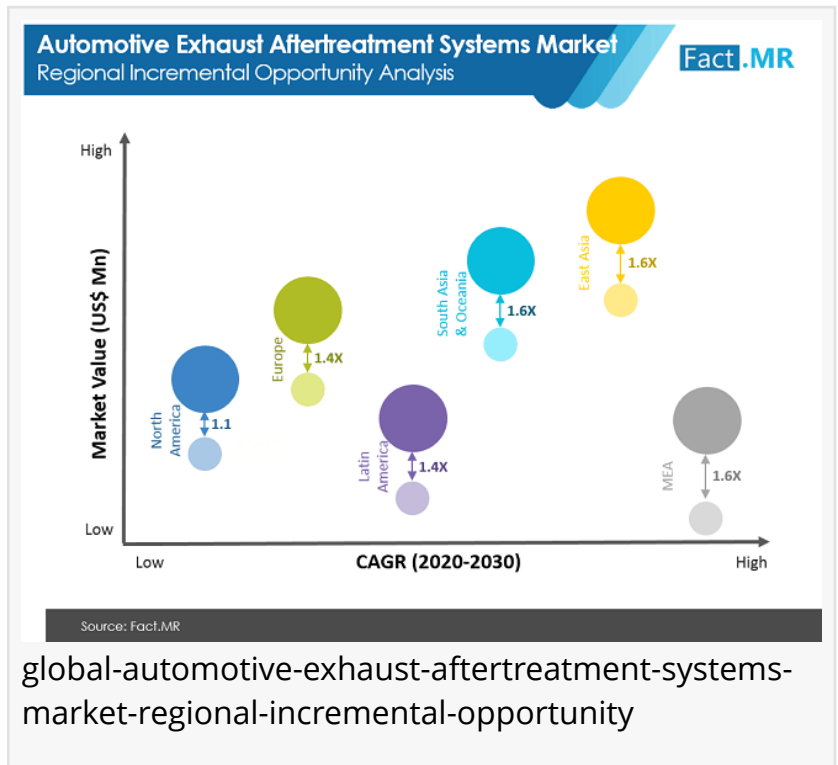 Automotive Exhaust Aftertreatment Systems Market
Regional Incremental Opportunity Analysis
Fact.MR
High
Market Value (US$ Mn)
Low
North
America
1.1
Europe
1.4X
Latin
America
1.4X
South Asia
& Oceania
1.6X
East Asia
1.6X
MEA
1.6X
Low
CAGR (2020-2030)
High
Source: Fact.MR
global-automotive-exhaust-aftertreatment-systems-
market-regional-incremental-opportunity